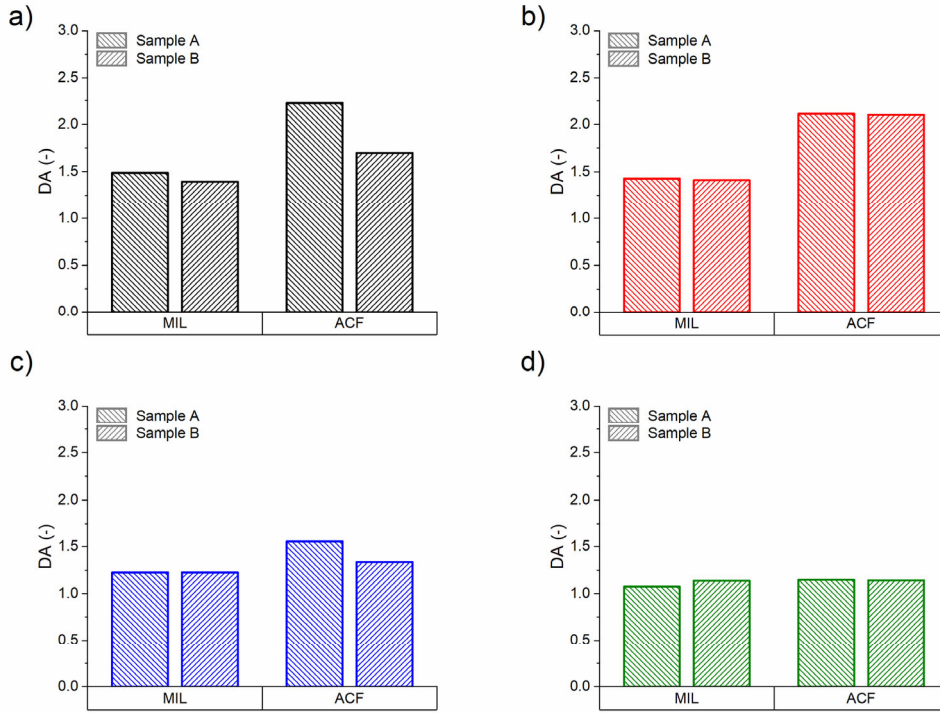 a)
3.0
2.5
2.0
1.5
1.0
0.5
0.0
DA (-)
Sample A
Sample B
MIL
ACF
b)
3.0
2.5
2.0
1.5
1.0
0.5
0.0
DA (-)
Sample A
Sample B
MIL
ACF
c)
3.0
2.5
2.0
1.5
1.0
0.5
0.0
DA (-)
Sample A
Sample B
MIL
ACF
d)
3.0
2.5
2.0
1.5
1.0
0.5
0.0
DA (-)
Sample A
Sample B
MIL
ACF